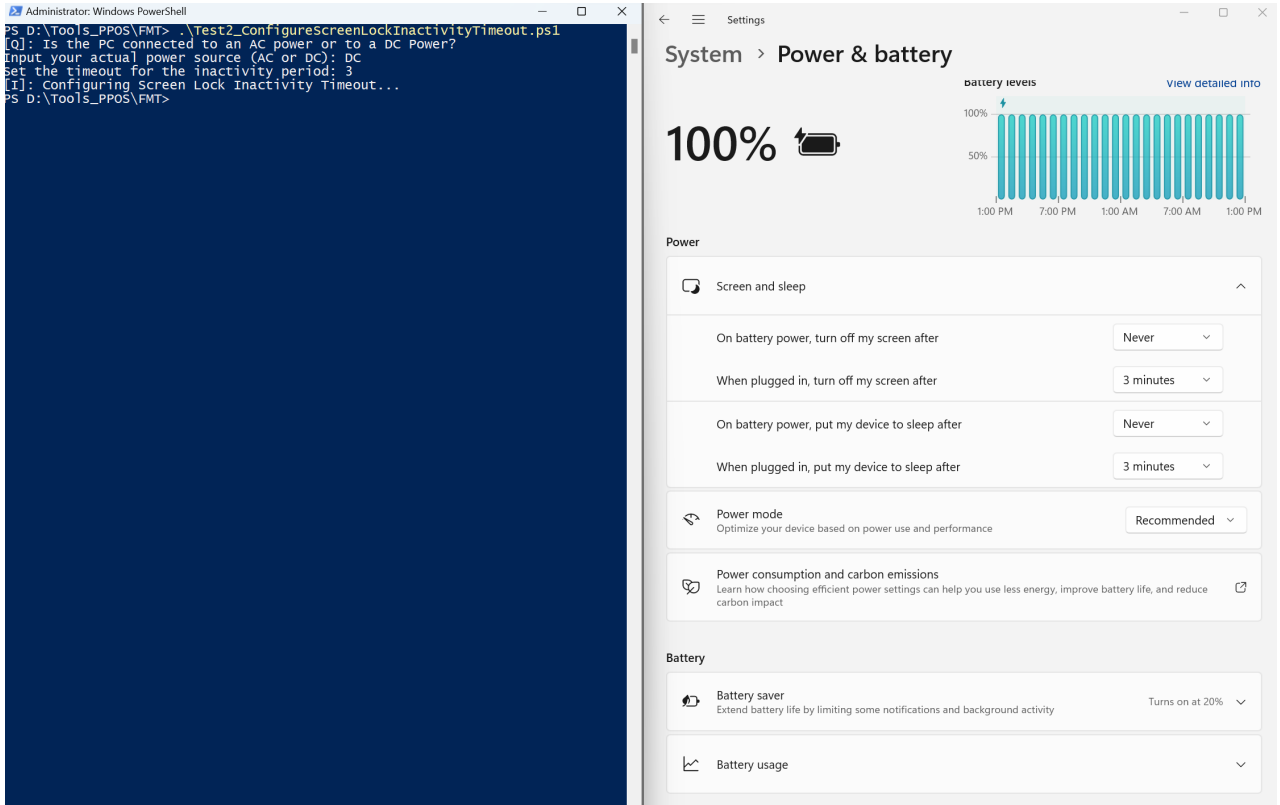 Administrator: Windows PowerShell
PS D:\Tools_PPOS\FMT> .\Test2_ConfigureScreenLockInactivityTimeout.ps1
[Q]: Is the PC connected to an AC power or to a DC Power?
Input your actual power source (AC or DC): DC
Set the timeout for the inactivity period: 3
[I]: Configuring Screen Lock Inactivity Timeout...
PS D:\Tools_PPOS\FMT>
Settings
System > Power & battery
Battery levels
View detailed info
100%
100%
50%
1:00 PM 7:00 PM 1:00 AM 7:00 AM 1:00 PM
Power
Screen and sleep
On battery power, turn off my screen after Never
When plugged in, turn off my screen after 3 minutes
On battery power, put my device to sleep after Never
When plugged in, put my device to sleep after 3 minutes
Power mode
Optimize your device based on power use and performance
Recommended
Power consumption and carbon emissions
Learn how choosing efficient power settings can help you use less energy, improve battery life, and reduce
carbon impact
Battery
Battery saver
Extend battery life by limiting some notifications and background activity
Turns on at 20%
Battery usage